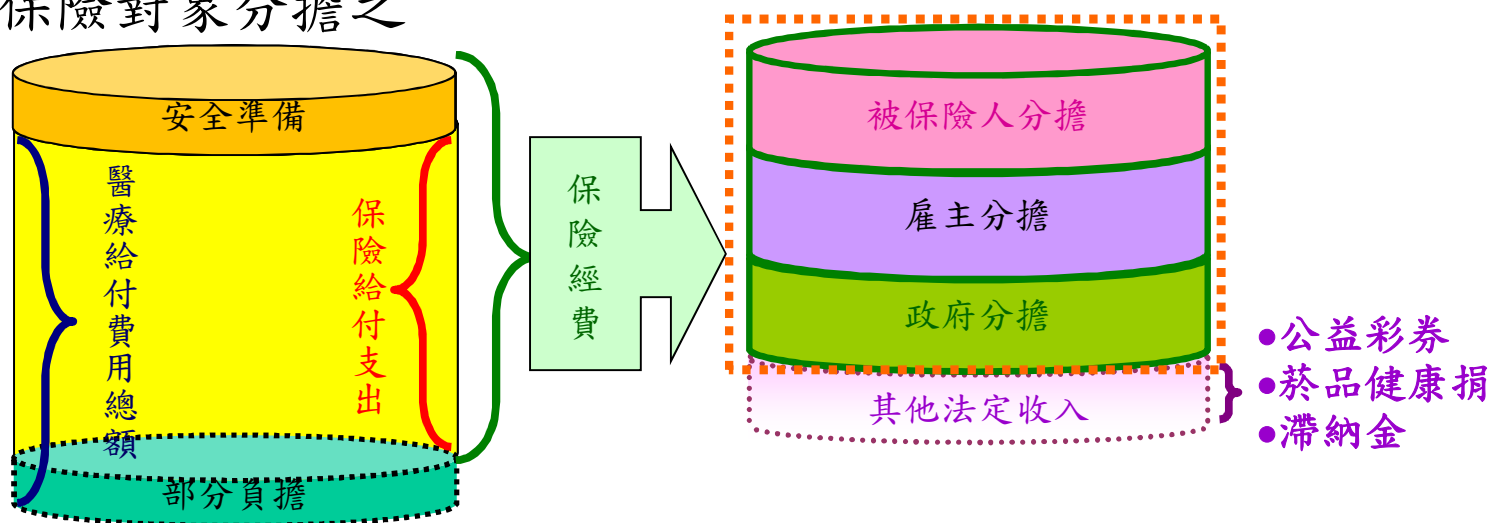 保險對象分擔之
安全準備
醫療給付費用總額
保險給付支出
部分負擔
保險經費
被保險人分擔
雇主分擔
政府分擔
其他法定收入
●公益彩券
●菸品健康捐
●滯納金